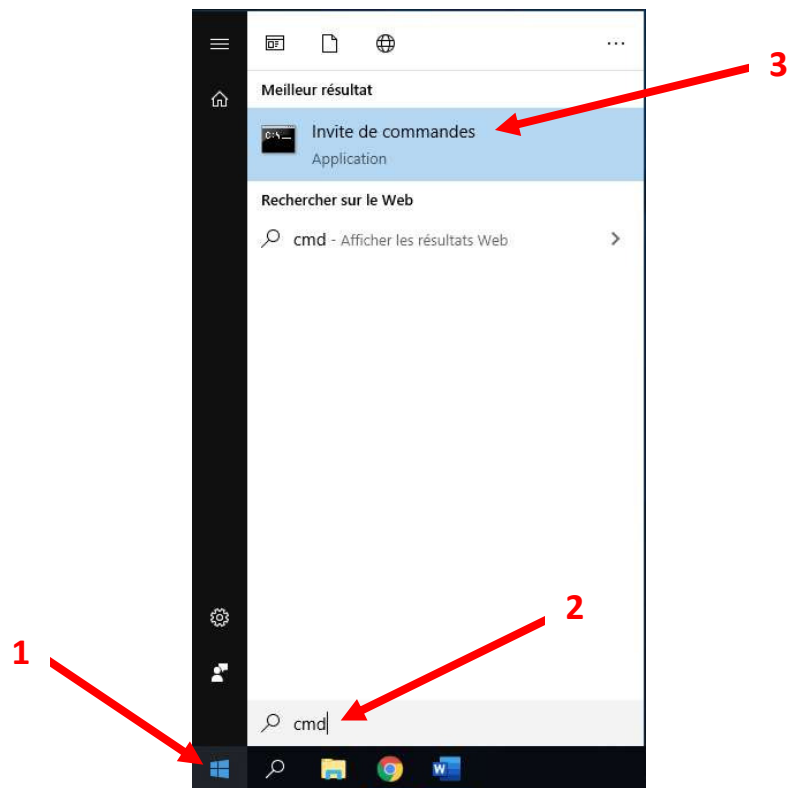 3
Meilleur résultat
Invite de commandes
Application
Rechercher sur le Web
cmd - Afficher les résultats Web
2
1
cmd